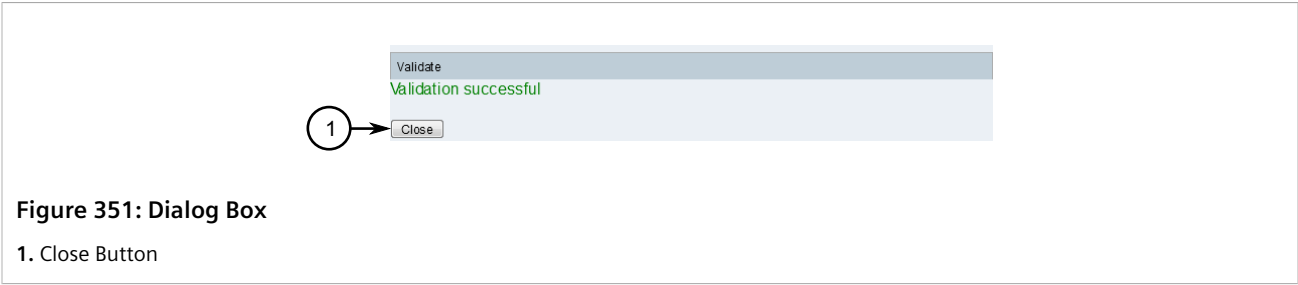 Validate
Validation successful
1
Close
Figure 351: Dialog Box
1. Close Button